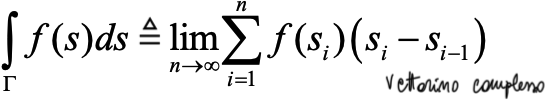 ∫_Γ f(s)ds ≜ lim_{n→∞} ∑_{i=1}^{n} f(s_i)(s_i − s_{i−1})
Vettorino complesso